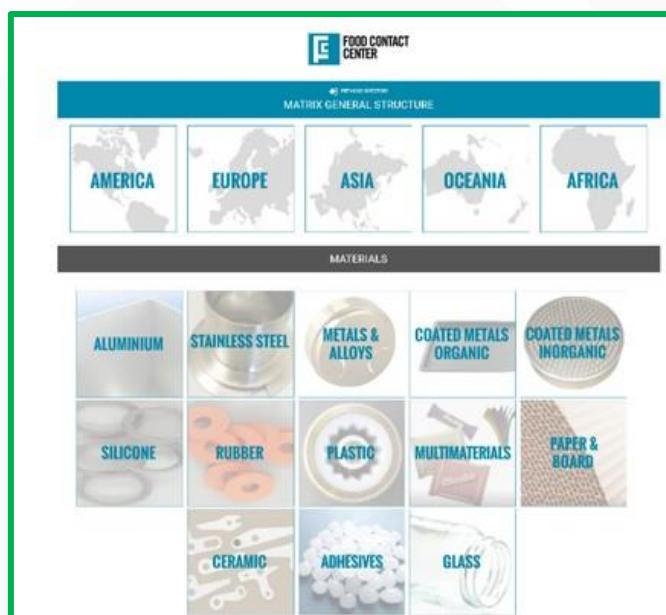 FOOD CONTACT
CENTER
MATRIX GENERAL STRUCTURE
AMERICA
EUROPE
ASIA
OCEANIA
AFRICA
MATERIALS
ALUMINIUM
STAINLESS STEEL
METALS &
ALLOYS
COATED METALS
ORGANIC
COATED METALS
INORGANIC
SILICONE
RUBBER
PLASTIC
MULTIMATERIALS
PAPER &
BOARD
CERAMIC
ADHESIVES
GLASS